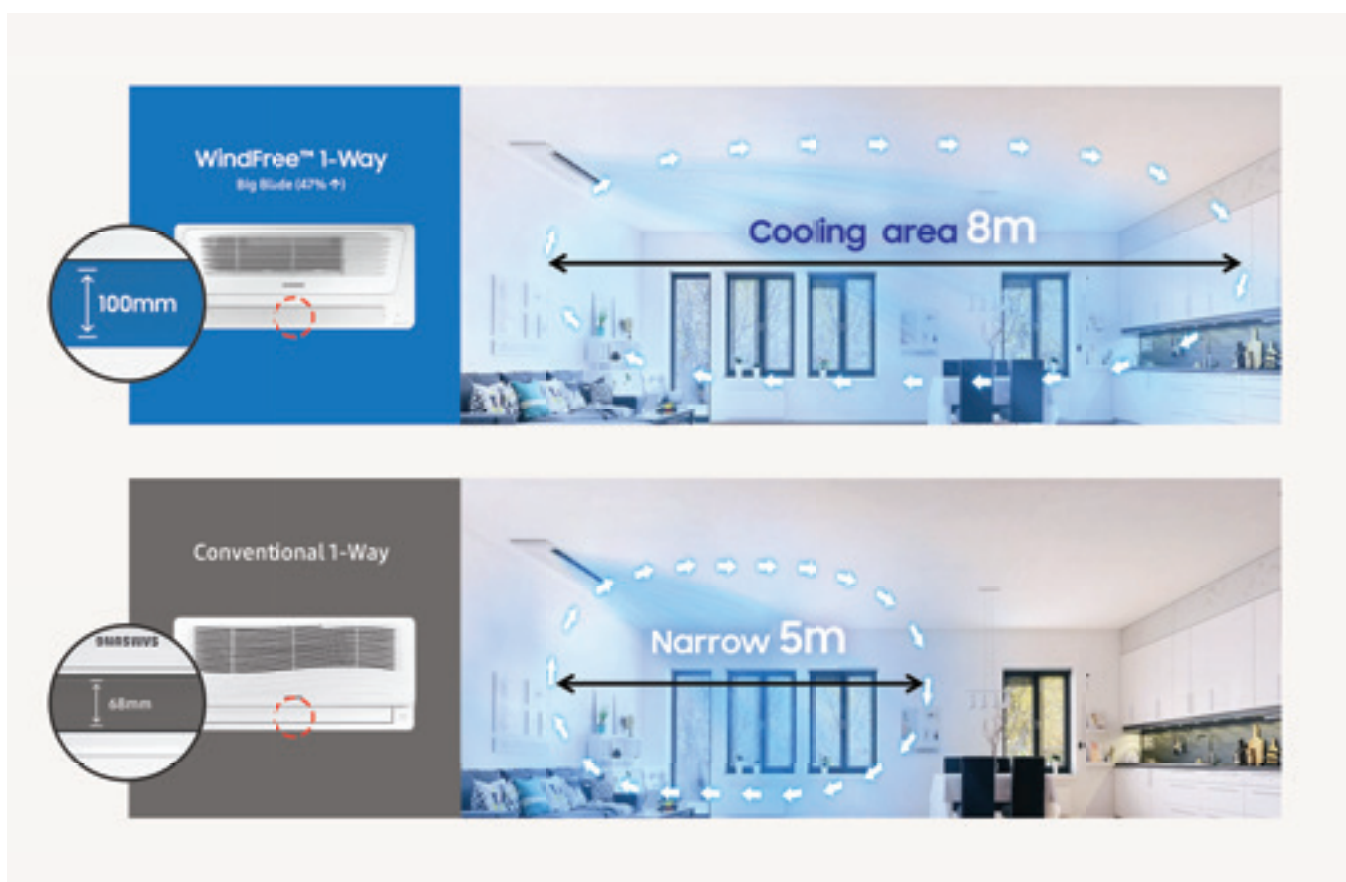 WindFree™ 1-Way
Big Blade (47% ↑)
100mm
Cooling area 8m
Conventional 1-Way
SAMSUNG
68mm
Narrow 5m